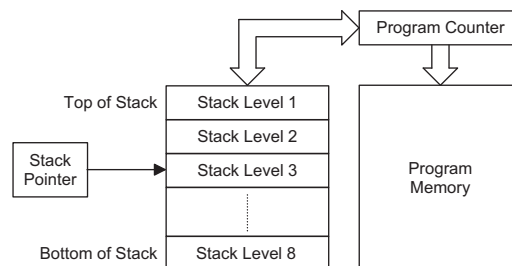 Program Counter
Top of Stack
Stack Level 1
Stack Level 2
Stack
Pointer
Stack Level 3
Program
Memory
Bottom of Stack
Stack Level 8